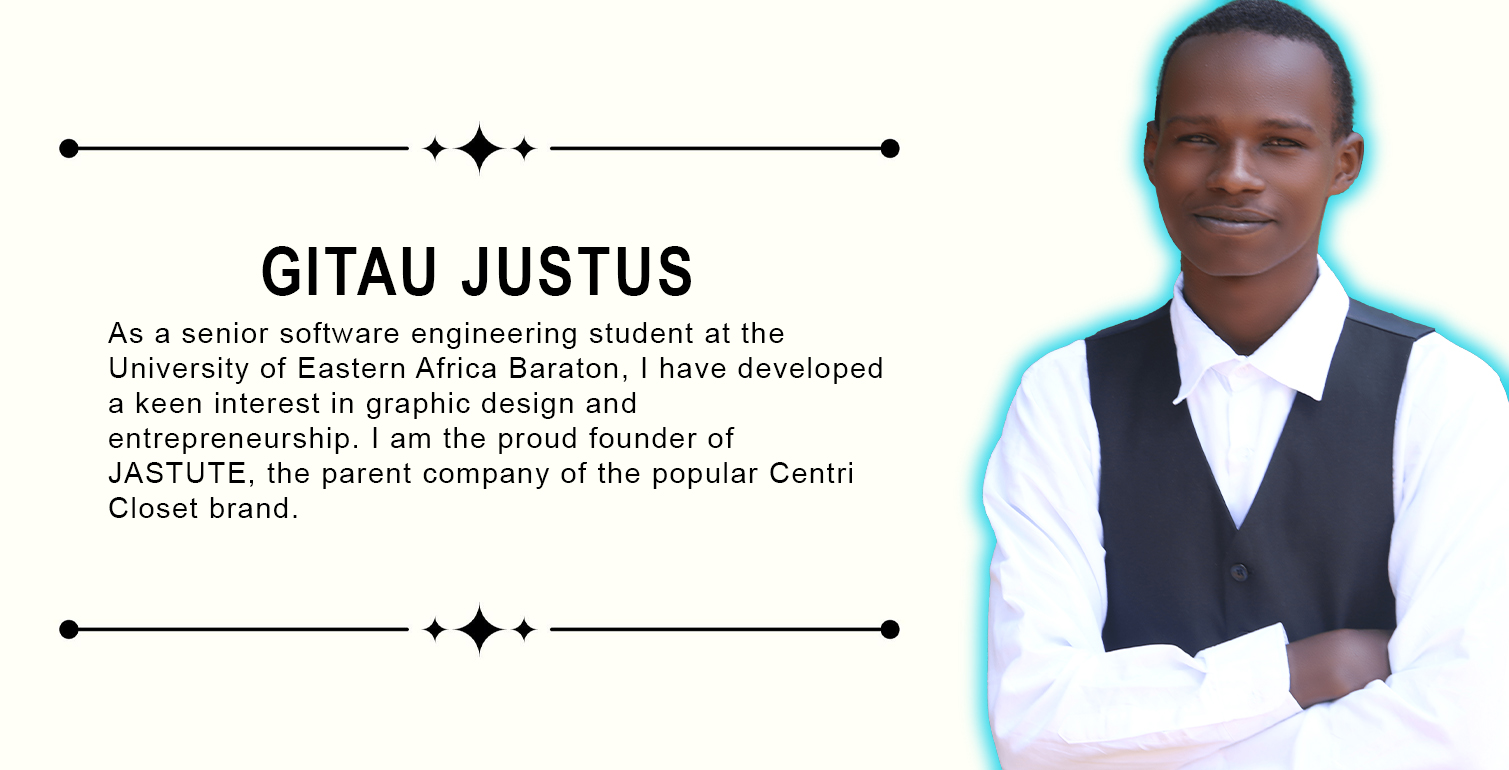 GITAU JUSTUS
As a senior software engineering student at the
University of Eastern Africa Baraton, I have developed
a keen interest in graphic design and
entrepreneurship. I am the proud founder of
JASTUTE, the parent company of the popular Centri
Closet brand.